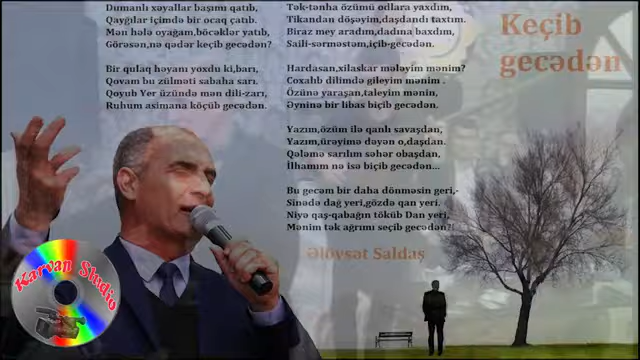 Dumanlı xəyallar başımı qatıb,
Qayğılar içimdə bir ocaq çatıb.
Mən hələ oyağam,böcəklər yatıb,
Görəsən,nə qədər keçib gecədən?
Bir qulaq həyanı yoxdu ki,barı,
Qovam bu zülməti sabaha sarı.
Qoyub Yer üzündə mən dili-zarı,
Ruhum asimana köçüb gecədən.
Tək-tənha özümü odlara yaxdım,
Tikandan döşəyim,daşdandı taxtım.
Biraz mey aradım,dadına baxdım,
Saili-sərməstəm,içib-gecədən.
Hardasan,xilaskar mələyim mənim?
Coxalıb dilimdə gileyim mənim .
Özünə yaraşan,taleyim mənin,
Əyninə bir libas biçib gecədən.
Yazım,özüm ilə qanlı savaşdan,
Yazım,ürəyimə dəyən o,daşdan.
Qələmə sarılım səhər obaşdan,
İlhamım nə isə biçib gecədən...
Bu gecəm bir daha dönməsin geri,-
Sinədə dağ yeri,gözdə qan yeri.
Niyə qaş-qabağın töküb Dan yeri,
Mənim tək ağrımı seçib gecədən?!
Əlövsət Saldaş
Keçib
gecədən
Karvan Studio